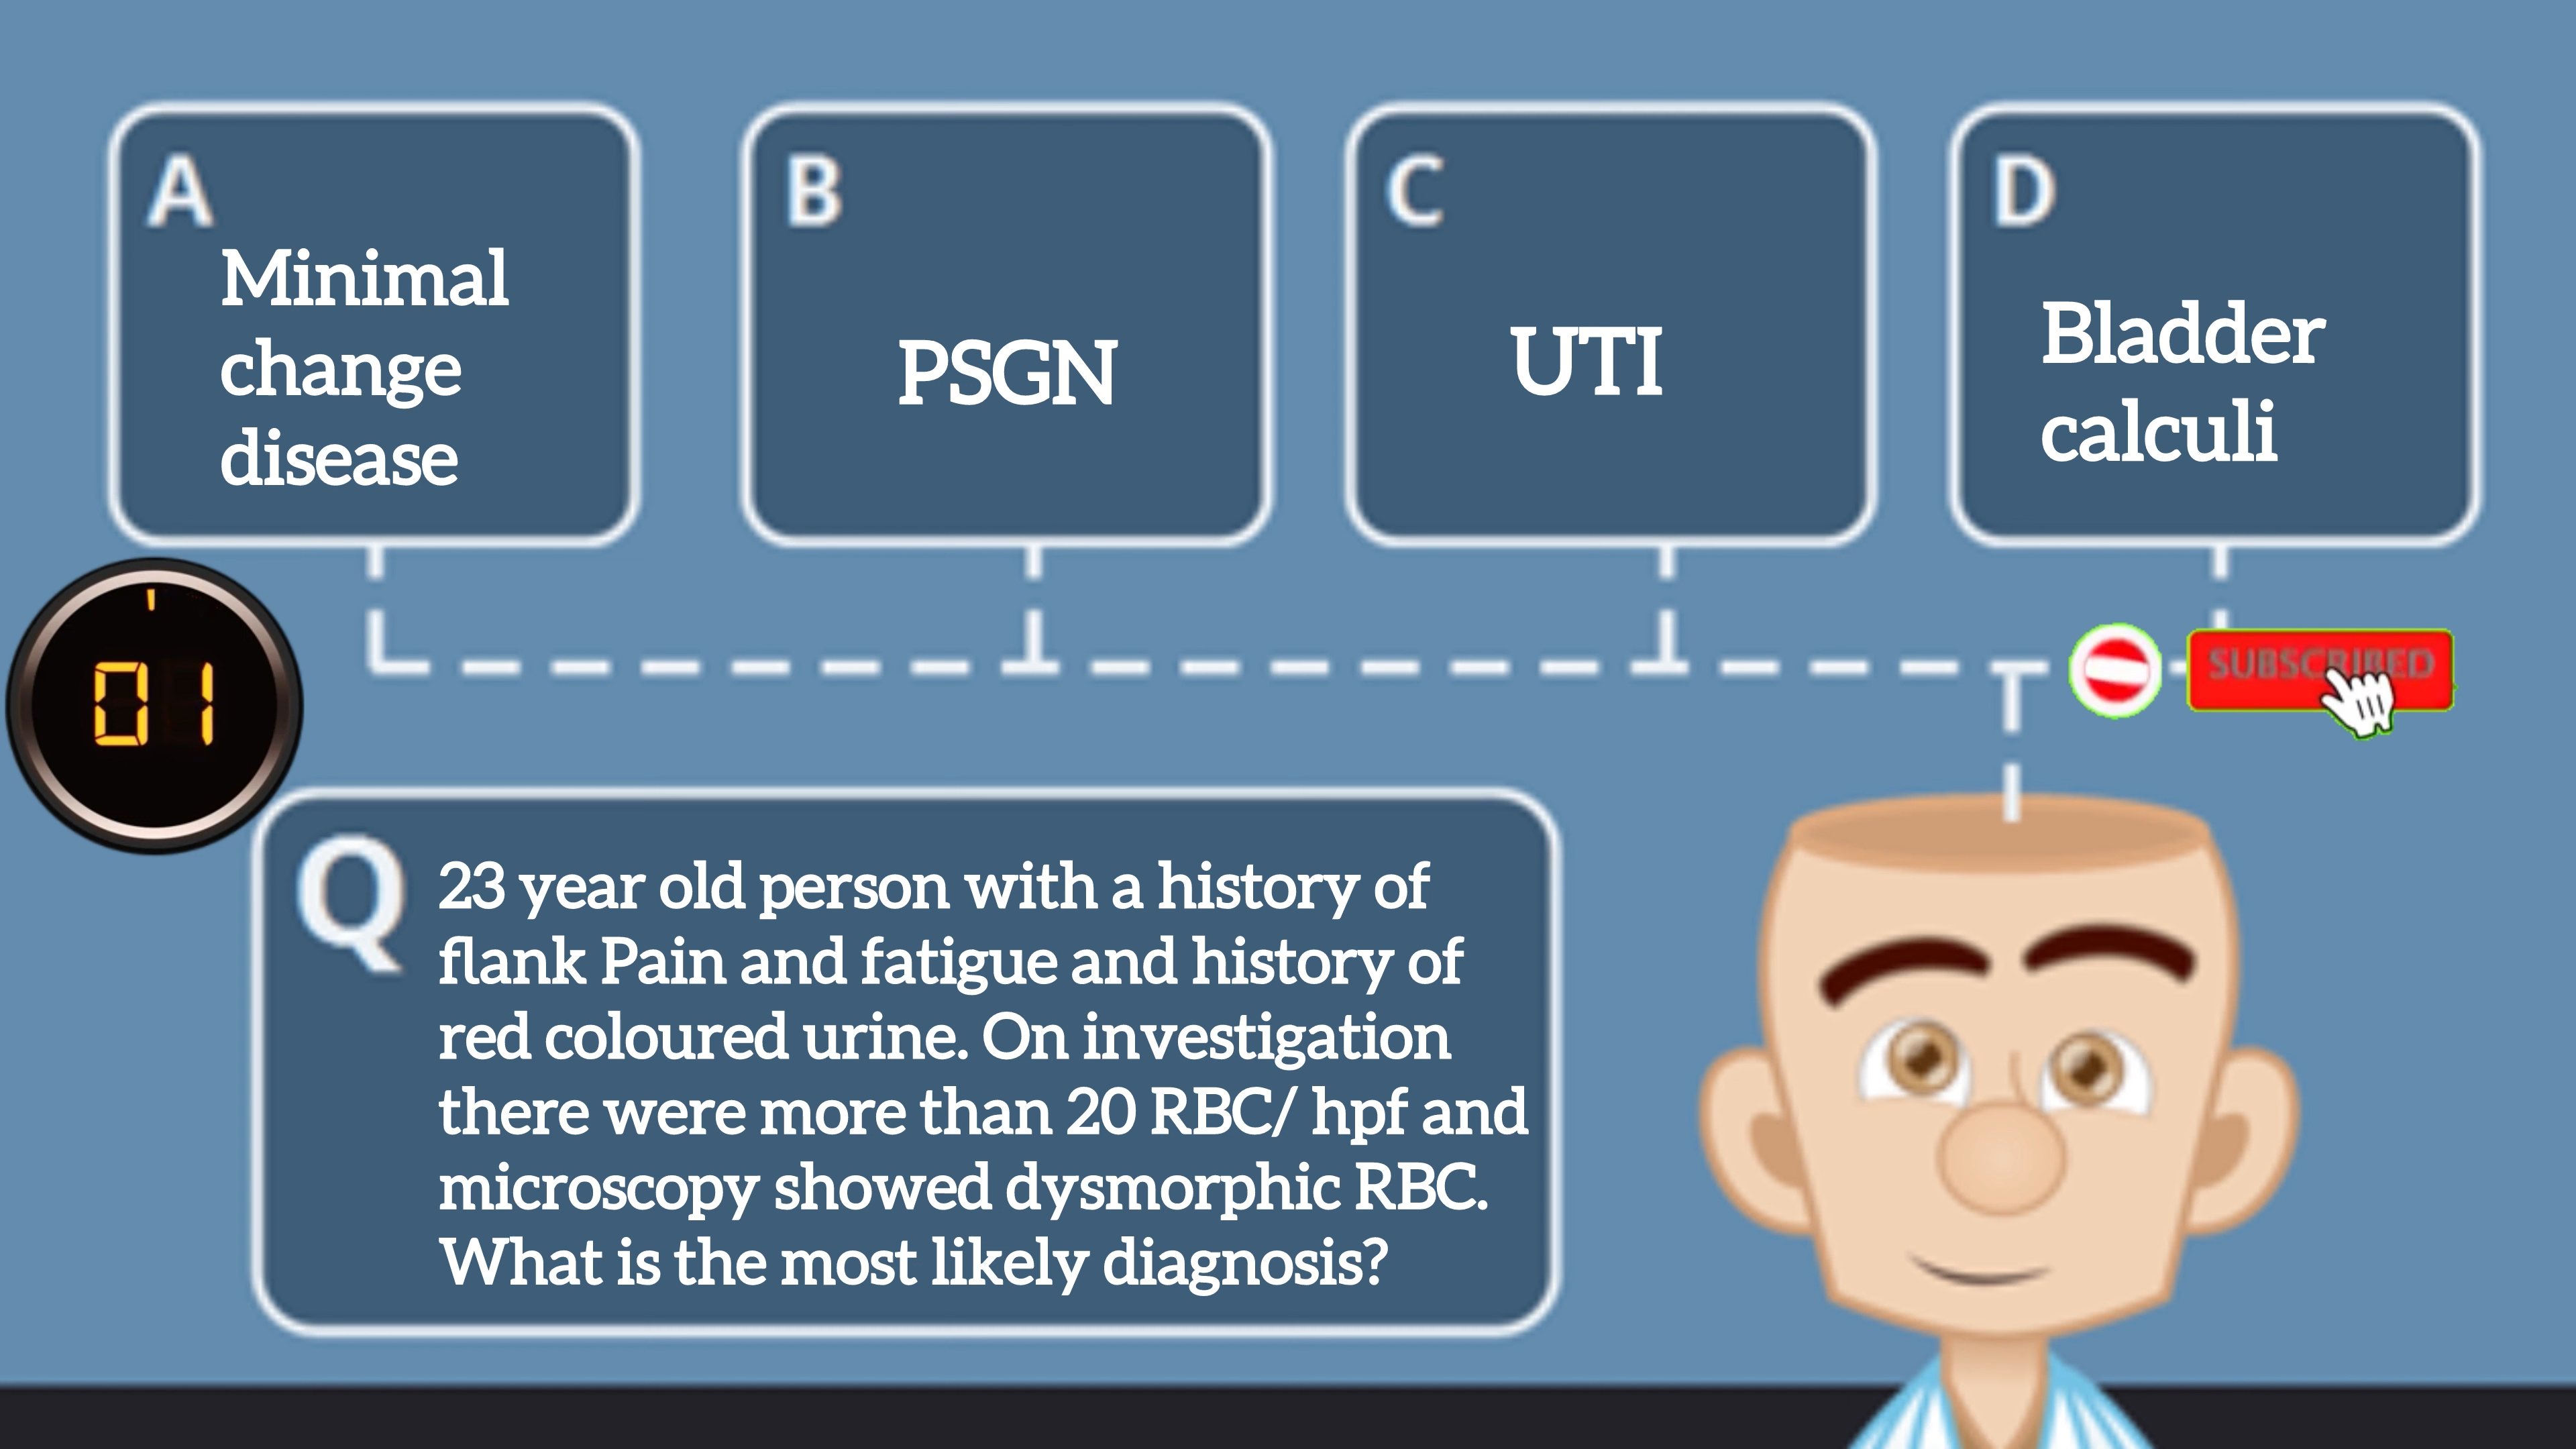 A
Minimal
change
disease
B
PSGN
C
UTI
D
Bladder
calculi
01
SUBSCRIBED
Q
23 year old person with a history of
flank Pain and fatigue and history of
red coloured urine. On investigation
there were more than 20 RBC/ hpf and
microscopy showed dysmorphic RBC.
What is the most likely diagnosis?